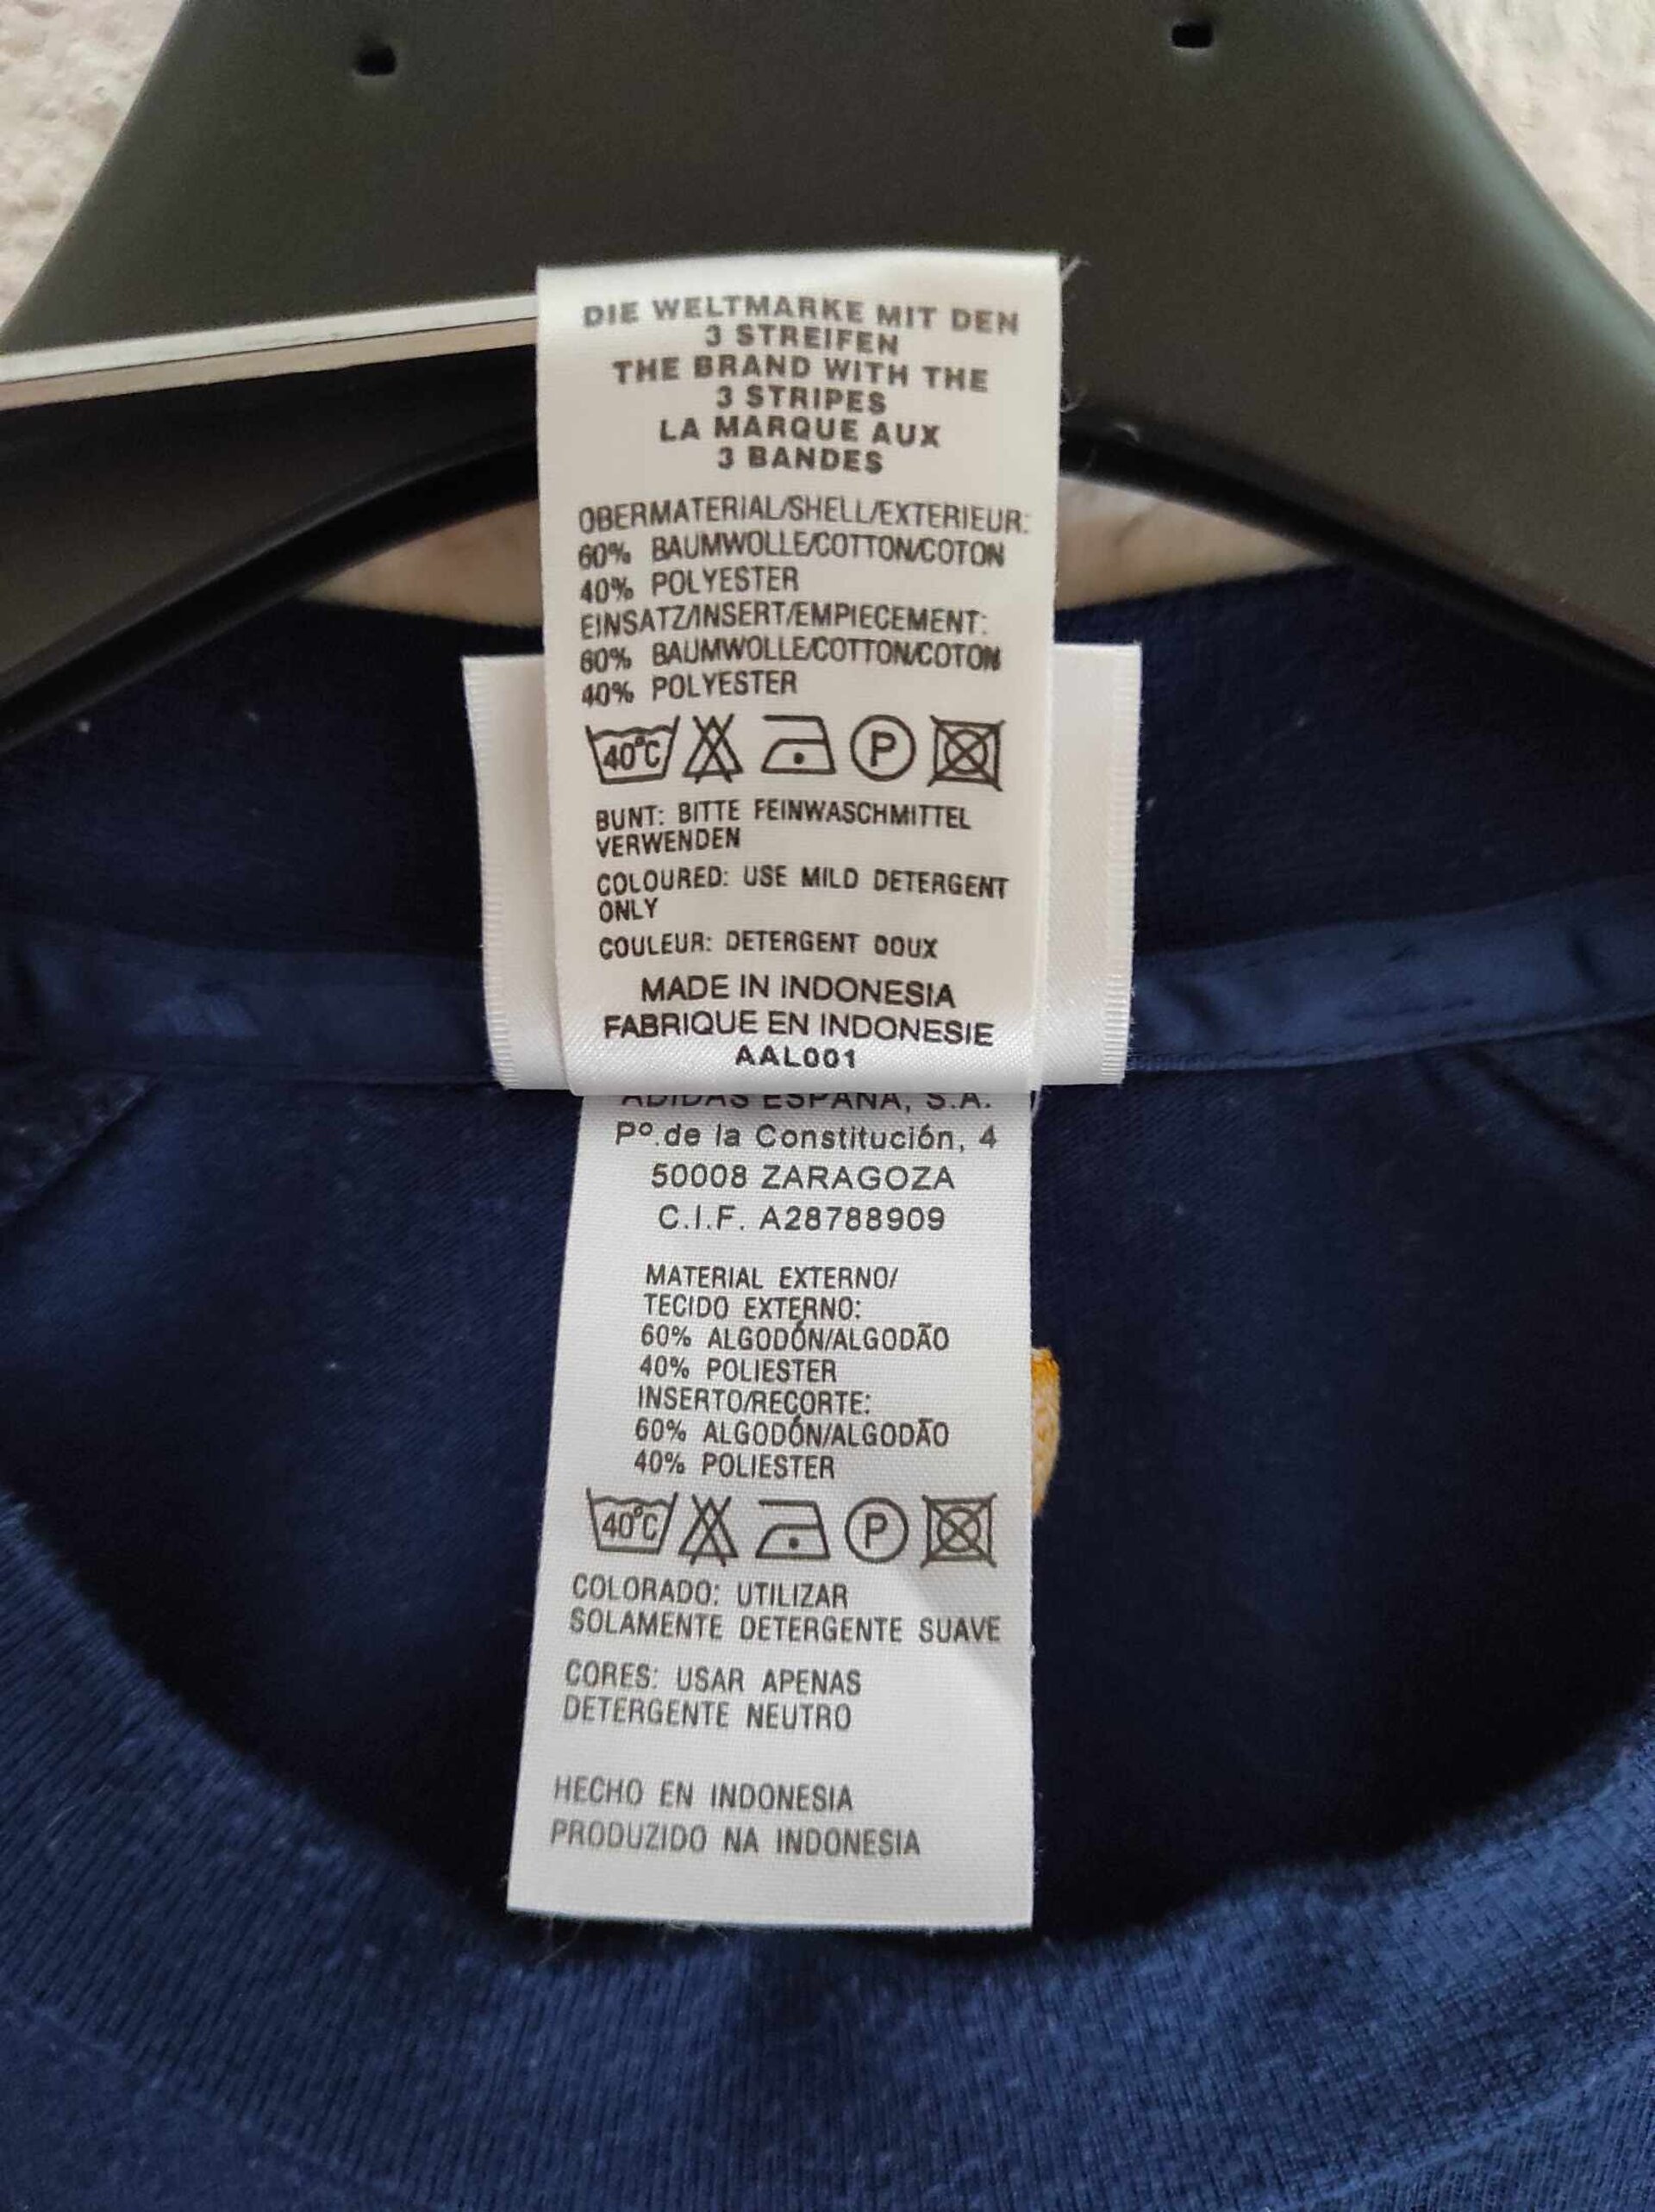 DIE WELTMARKE MIT DEN
3 STREIFEN
THE BRAND WITH THE
3 STRIPES
LA MARQUE AUX
3 BANDES
OBERMATERIAL/SHELL/EXTERIEUR:
60% BAUMWOLLE/COTTON/COTON
40% POLYESTER
EINSATZ/INSERT/EMPIECEMENT:
60% BAUMWOLLE/COTTON/COTON
40% POLYESTER
40°C P
BUNT: BITTE FEINWASCHMITTEL
VERWENDEN
COLOURED: USE MILD DETERGENT
ONLY
COULEUR: DETERGENT DOUX
MADE IN INDONESIA
FABRIQUE EN INDONESIE
AAL001
ADIDAS ESPANA, S.A.
Pº.de la Constitución, 4
50008 ZARAGOZA
C.I.F. A28788909
MATERIAL EXTERNO/
TECIDO EXTERNO:
60% ALGODÓN/ALGODÃO
40% POLIESTER
INSERTO/RECORTE:
60% ALGODÓN/ALGODÃO
40% POLIESTER
40°C P
COLORADO: UTILIZAR
SOLAMENTE DETERGENTE SUAVE
CORES: USAR APENAS
DETERGENTE NEUTRO
HECHO EN INDONESIA
PRODUZIDO NA INDONESIA